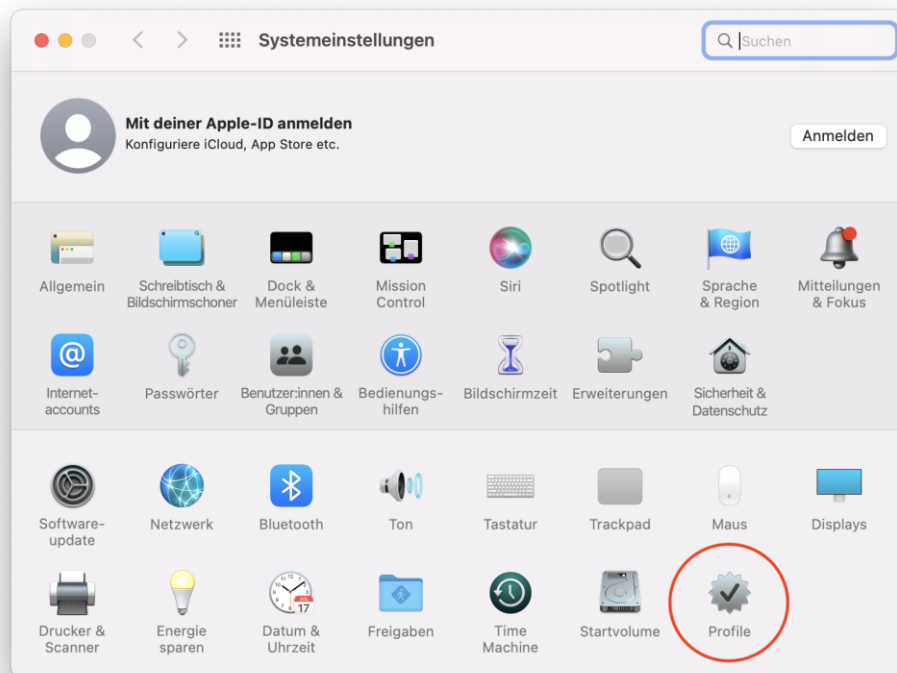 Systemeinstellungen
Suchen
Mit deiner Apple-ID anmelden
Konfiguriere iCloud, App Store etc.
Anmelden
Allgemein
Schreibtisch &
Bildschirmschoner
Dock &
Menüleiste
Mission
Control
Siri
Spotlight
Sprache
& Region
Mitteilungen
& Fokus
Internet-
accounts
Passwörter
Benutzer:innen &
Gruppen
Bedienungs-
hilfen
Bildschirmzeit
Erweiterungen
Sicherheit &
Datenschutz
Software-
update
Netzwerk
Bluetooth
Ton
Tastatur
Trackpad
Maus
Displays
Drucker &
Scanner
Energie
sparen
JUL
17
Datum &
Uhrzeit
Freigaben
Time
Machine
Startvolume
Profile